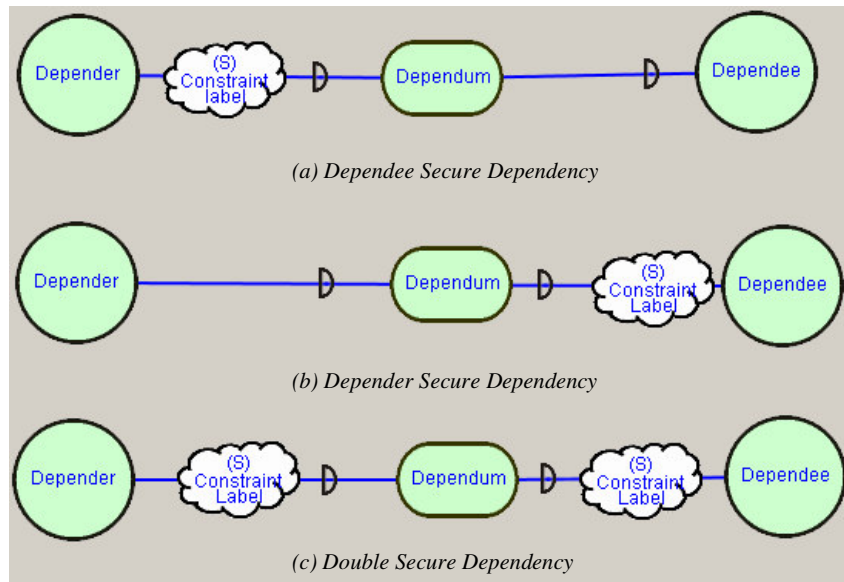 Depender
(S)
Constraint
label
Dependum
Dependee
(a) Dependee Secure Dependency
Depender
Dependum
(S)
Constraint
Label
Dependee
(b) Depender Secure Dependency
Depender
(S)
Constraint
Label
Dependum
(S)
Constraint
Label
Dependee
(c) Double Secure Dependency